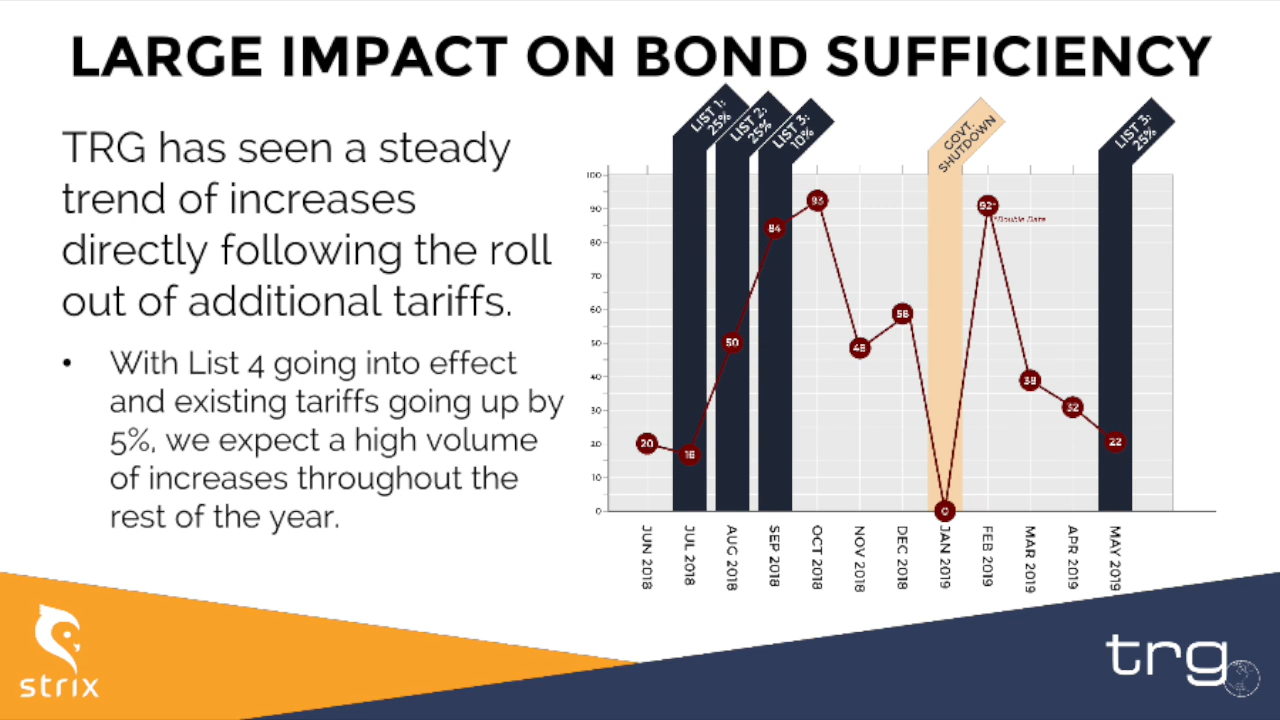 LARGE IMPACT ON BOND SUFFICIENCY
TRG has seen a steady
trend of increases
directly following the roll
out of additional tariffs.
• With List 4 going into effect
and existing tariffs going up by
5%, we expect a high volume
of increases throughout the
rest of the year.
LIST 1:
25%
LIST 2:
25%
LIST 3:
10%
GOVT.
SHUTDOWN
LIST 3:
25%
100
90
80
70
60
50
40
30
20
10
0
20
16
50
84
93
48
58
0
92*
*Double Data
38
32
22
JUN 2018
JUL 2018
AUG 2018
SEP 2018
OCT 2018
NOV 2018
DEC 2018
JAN 2019
FEB 2019
MAR 2019
APR 2019
MAY 2019
strix
trg